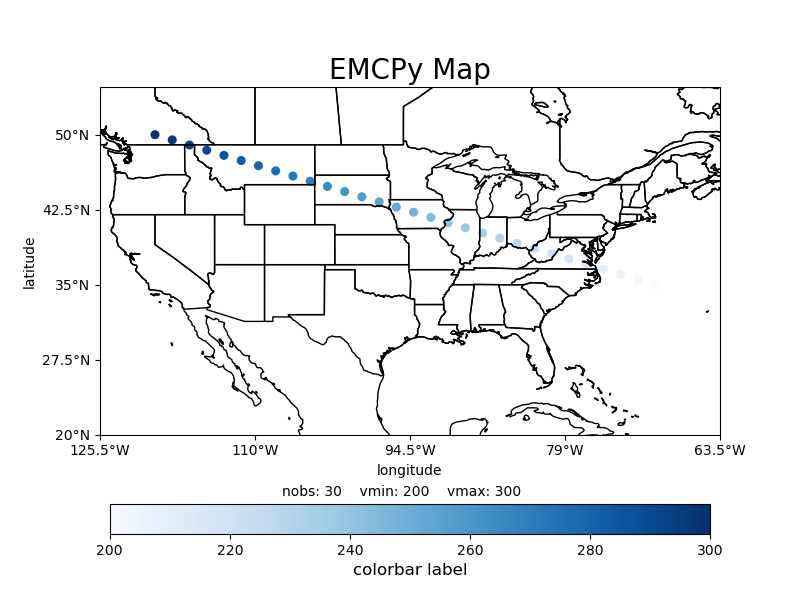 EMCPy Map
50°N
42.5°N
35°N
27.5°N
20°N
latitude
125.5°W 110°W 94.5°W 79°W 63.5°W
longitude
nobs: 30 vmin: 200 vmax: 300
200 220 240 260 280 300
colorbar label